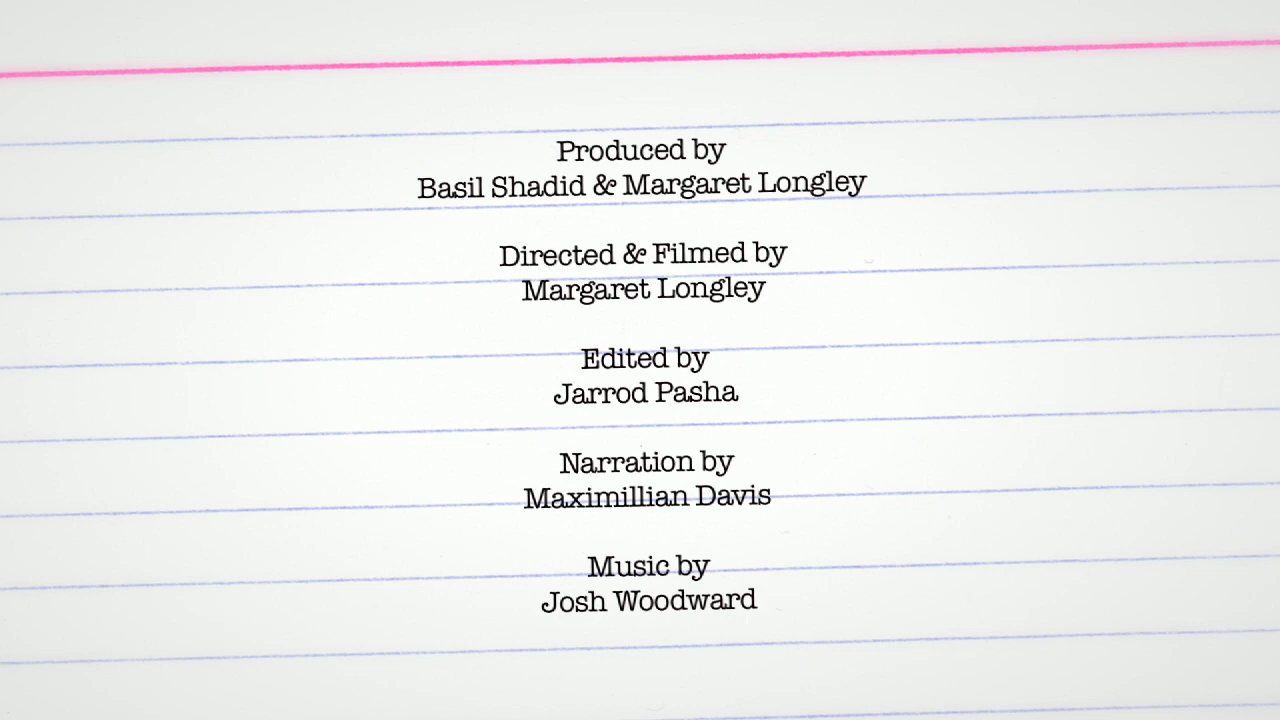 Produced by
Basil Shadid & Margaret Longley
Directed & Filmed by
Margaret Longley
Edited by
Jarrod Pasha
Narration by
Maximillian Davis
Music by
Josh Woodward